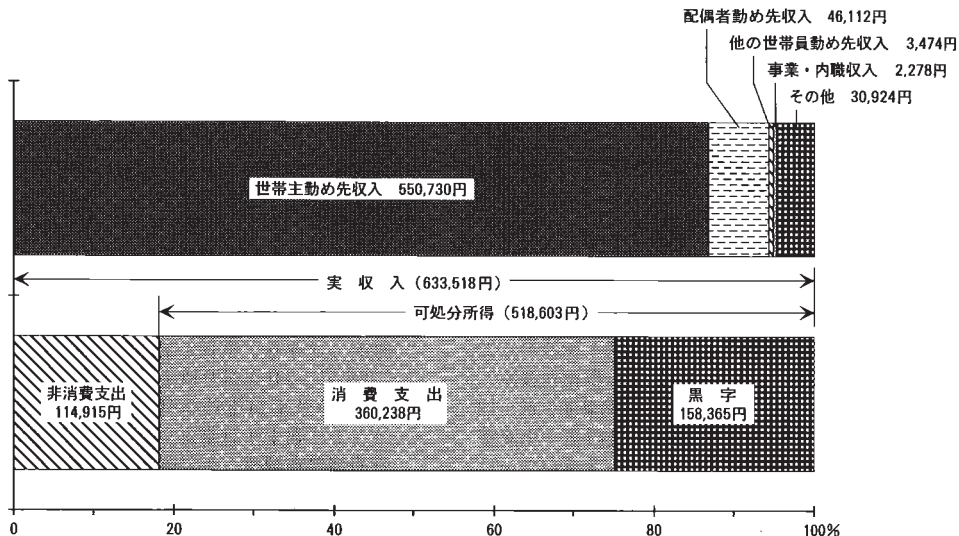 配偶者勤め先収入 46,112円
他の世帯員勤め先収入 3,474円
事業・内職収入 2,278円
その他 30,924円
世帯主勤め先収入 550,730円
実収入(633,518円)
可処分所得(518,603円)
非消費支出
114,915円
消費支出
360,238円
黒字
158,365円
0 20 40 60 80 100%